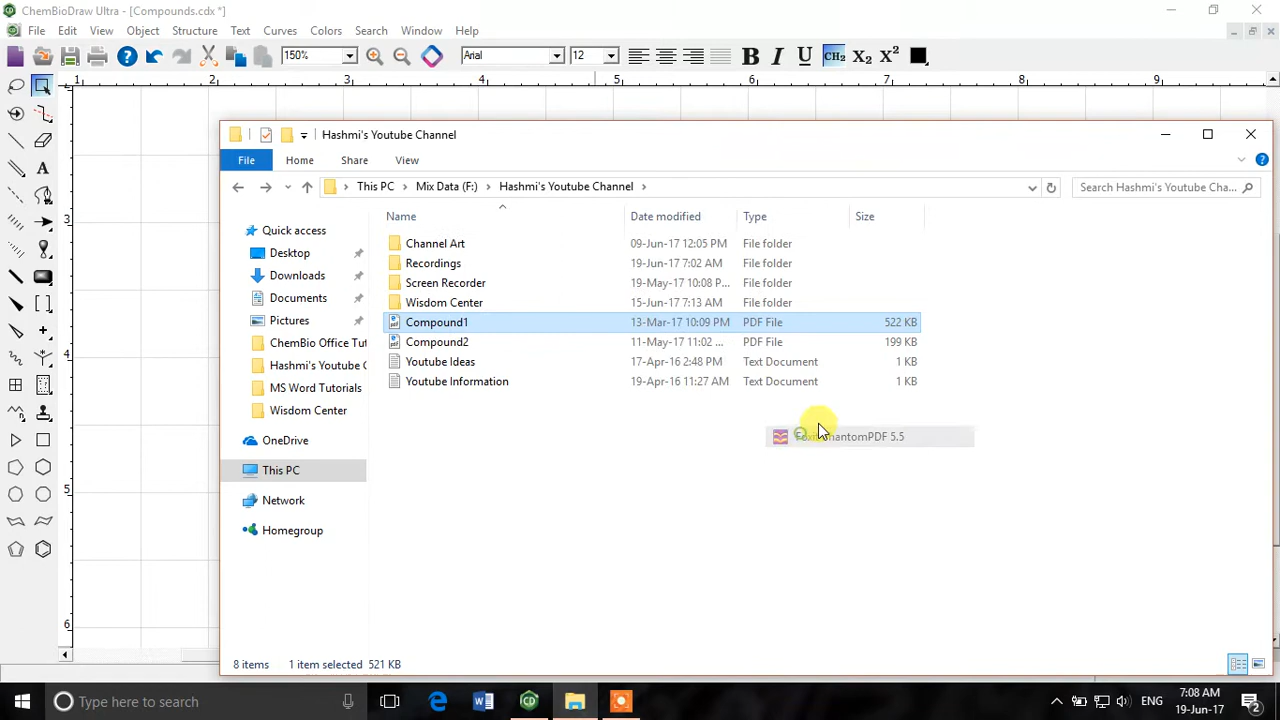 ChemBioDraw Ultra - [Compounds.cdx *]
File Edit View Object Structure Text Curves Colors Search Window Help
150% Arial 12 B I U CH2 X2 X2
1 2 3 4 5 6 7 8 9
Hashmi's Youtube Channel
File Home Share View
This PC Mix Data (F:) Hashmi's Youtube Channel Search Hashmi's Youtube Cha...
Name Date modified Type Size
Quick access
Desktop
Downloads
Documents
Pictures
ChemBio Office Tut
Hashmi's Youtube C
MS Word Tutorials
Wisdom Center
OneDrive
This PC
Network
Homegroup
Channel Art 09-Jun-17 12:05 PM File folder
Recordings 19-Jun-17 7:02 AM File folder
Screen Recorder 19-May-17 10:08 P... File folder
Wisdom Center 15-Jun-17 7:13 AM File folder
Compound1 13-Mar-17 10:09 PM PDF File 522 KB
Compound2 11-May-17 11:02 ... PDF File 199 KB
Youtube Ideas 17-Apr-16 2:48 PM Text Document 1 KB
Youtube Information 19-Apr-16 11:27 AM Text Document 1 KB
PhantomPDF 5.5
3
4
5
6
8 items 1 item selected 521 KB
Type here to search
ENG
7:08 AM
19-Jun-17
2